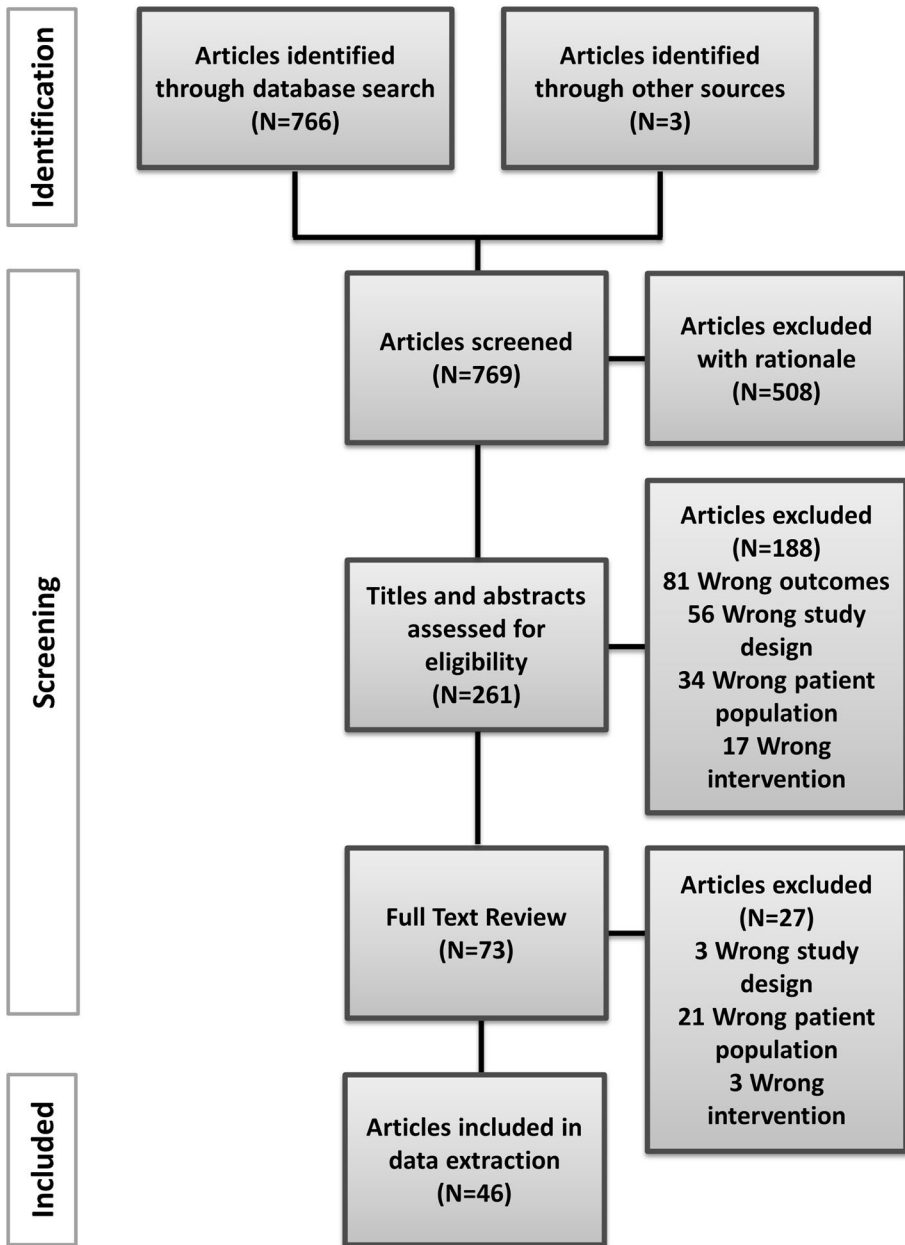 Identification
Articles identified
through database search
(N=766)
Articles identified
through other sources
(N=3)
Screening
Articles screened
(N=769)
Articles excluded
with rationale
(N=508)
Titles and abstracts
assessed for
eligibility
(N=261)
Articles excluded
(N=188)
81 Wrong outcomes
56 Wrong study
design
34 Wrong patient
population
17 Wrong
intervention
Full Text Review
(N=73)
Articles excluded
(N=27)
3 Wrong study
design
21 Wrong patient
population
3 Wrong
intervention
Included
Articles included in
data extraction
(N=46)